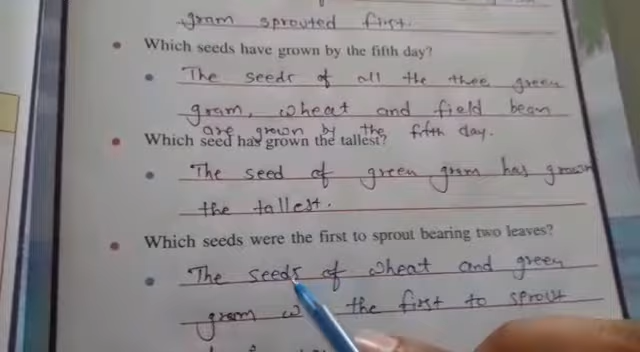 gram sprouted first.
Which seeds have grown by the fifth day?
The seeds of all the thee green
gram, wheat and field bean
are grown by the fifth day.
Which seed has grown the tallest?
The seed of green gram has grown
the tallest.
Which seeds were the first to sprout bearing two leaves?
The seeds of wheat and green
gram the first to sprout